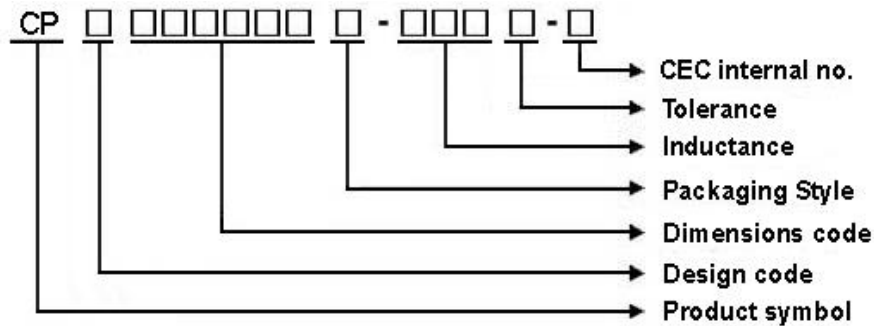 CP □ □□□□□□ □ - □□□ □ - □
CEC internal no.
Tolerance
Inductance
Packaging Style
Dimensions code
Design code
Product symbol